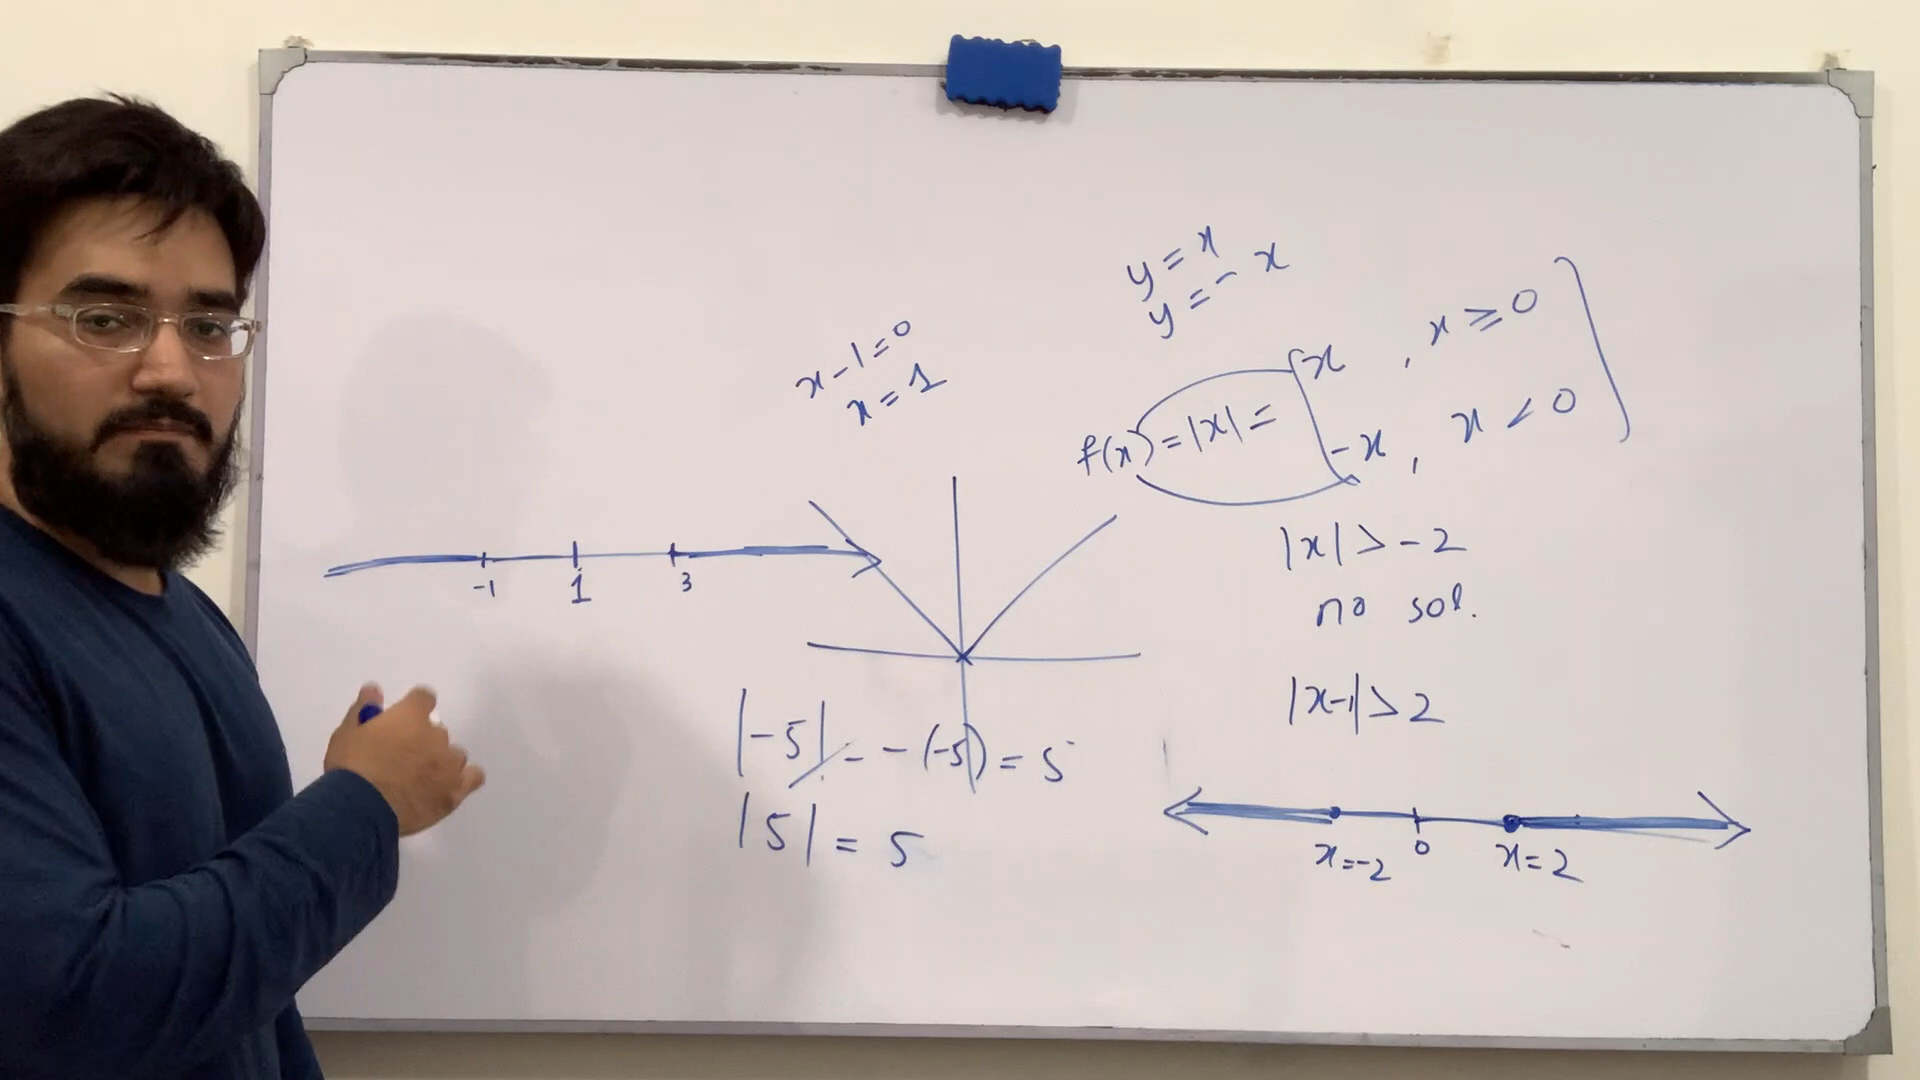 x-1=0
x=1
-1 1 3
|-5| = -(-5) = 5
|5| = 5
y=x
y=-x
f(x)=|x|= x , x≥0
-x , x<0
|x|>-2
no sol.
|x-1|>2
x=-2 0 x=2